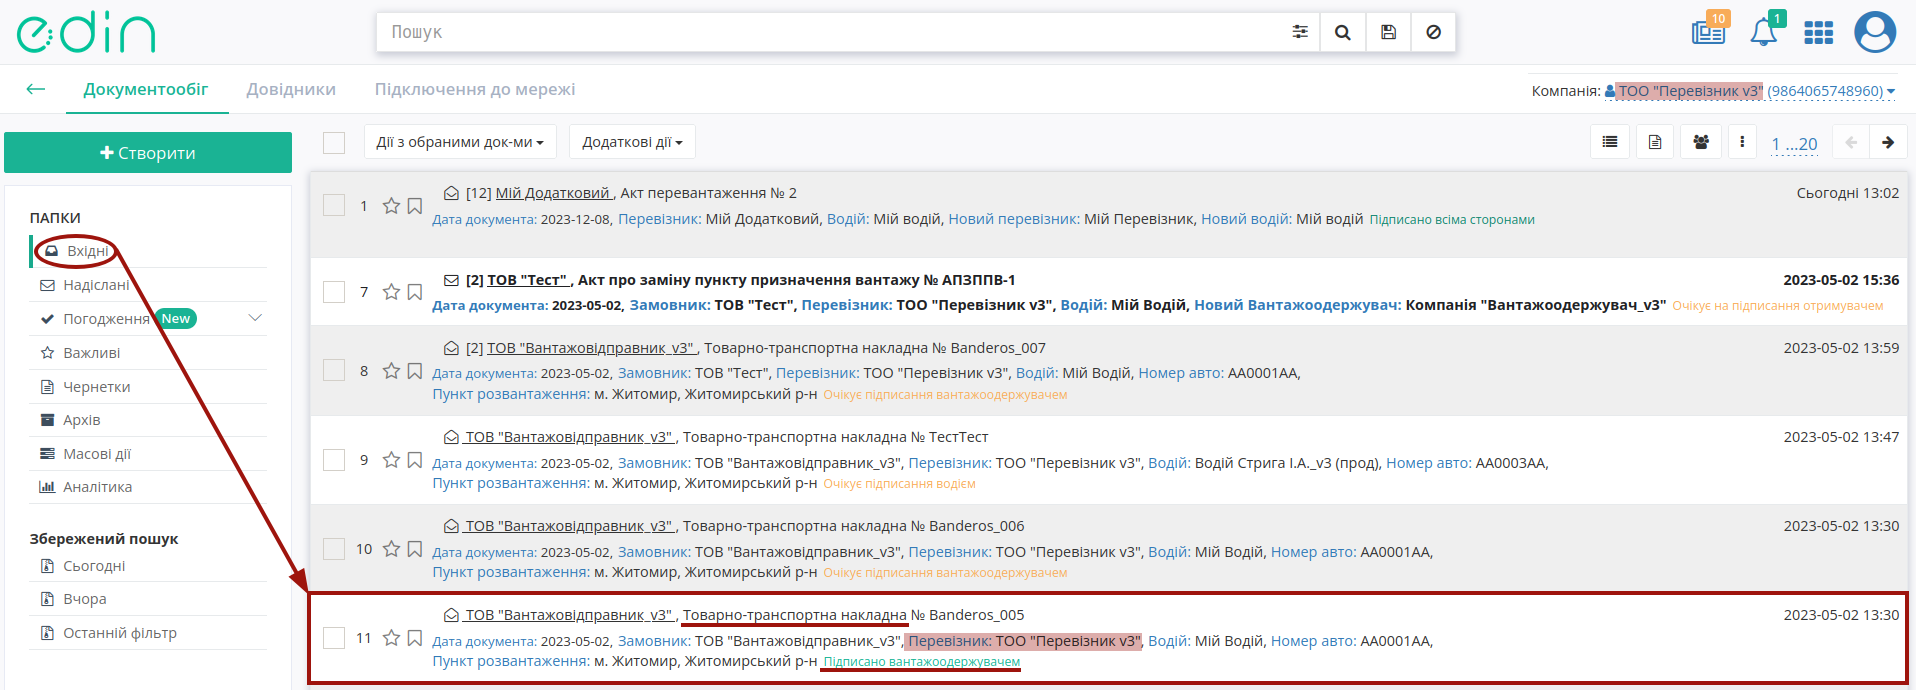 edin
Пошук
10
1
Документообіг Довідники Підключення до мережі
Компанія: ТОО "Перевізник v3" (9864065748960)
Створити
Дії з обраними док-ми Додаткові дії
1 ...20
ПАПКИ
Вхідні
Надіслані
Погодження New
Важливі
Чернетки
Архів
Масові дії
Аналітика
Збережений пошук
Сьогодні
Вчора
Останній фільтр
[12] Мій Додатковий , Акт перевантаження № 2 Сьогодні 13:02
1
Дата документа: 2023-12-08, Перевізник: Мій Додатковий, Водій: Мій водій, Новий перевізник: Мій Перевізник, Новий водій: Мій водій Підписано всіма сторонами
[2] ТОВ "Тест" , Акт про заміну пункту призначення вантажу № АПЗППВ-1 2023-05-02 15:36
7
Дата документа: 2023-05-02, Замовник: ТОВ "Тест", Перевізник: ТОО "Перевізник v3", Водій: Мій Водій, Новий Вантажоодержувач: Компанія "Вантажоодержувач_v3" Очікує на підписання отримувачем
[2] ТОВ "Вантажовідправник_v3" , Товарно-транспортна накладна № Banderos_007 2023-05-02 13:59
8
Дата документа: 2023-05-02, Замовник: ТОВ "Тест", Перевізник: ТОО "Перевізник v3", Водій: Мій Водій, Номер авто: АА0001АА,
Пункт розвантаження: м. Житомир, Житомирський р-н Очікує підписання вантажоодержувачем
ТОВ "Вантажовідправник_v3" , Товарно-транспортна накладна № ТестТест 2023-05-02 13:47
9
Дата документа: 2023-05-02, Замовник: ТОВ "Вантажовідправник_v3", Перевізник: ТОО "Перевізник v3", Водій: Водій Стрига І.А._v3 (прод), Номер авто: АА0003АА,
Пункт розвантаження: м. Житомир, Житомирський р-н Очікує підписання водієм
ТОВ "Вантажовідправник_v3" , Товарно-транспортна накладна № Banderos_006 2023-05-02 13:30
10
Дата документа: 2023-05-02, Замовник: ТОВ "Вантажовідправник_v3", Перевізник: ТОО "Перевізник v3", Водій: Мій Водій, Номер авто: АА0001АА,
Пункт розвантаження: м. Житомир, Житомирський р-н Очікує підписання вантажоодержувачем
ТОВ "Вантажовідправник_v3" , Товарно-транспортна накладна № Banderos_005 2023-05-02 13:30
11
Дата документа: 2023-05-02, Замовник: ТОВ "Вантажовідправник_v3", Перевізник: ТОО "Перевізник v3", Водій: Мій Водій, Номер авто: АА0001АА,
Пункт розвантаження: м. Житомир, Житомирський р-н Підписано вантажоодержувачем